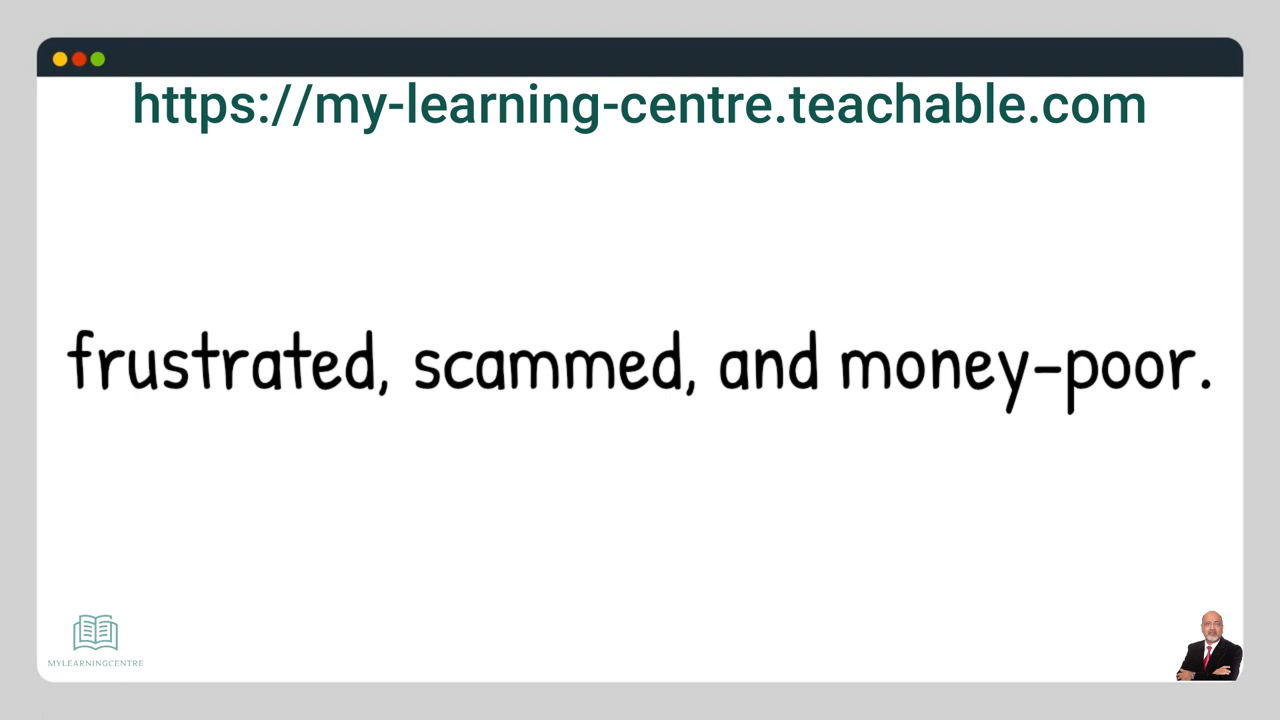 https://my-learning-centre.teachable.com
frustrated, scammed, and money-poor.
MYLEARNINGCENTRE